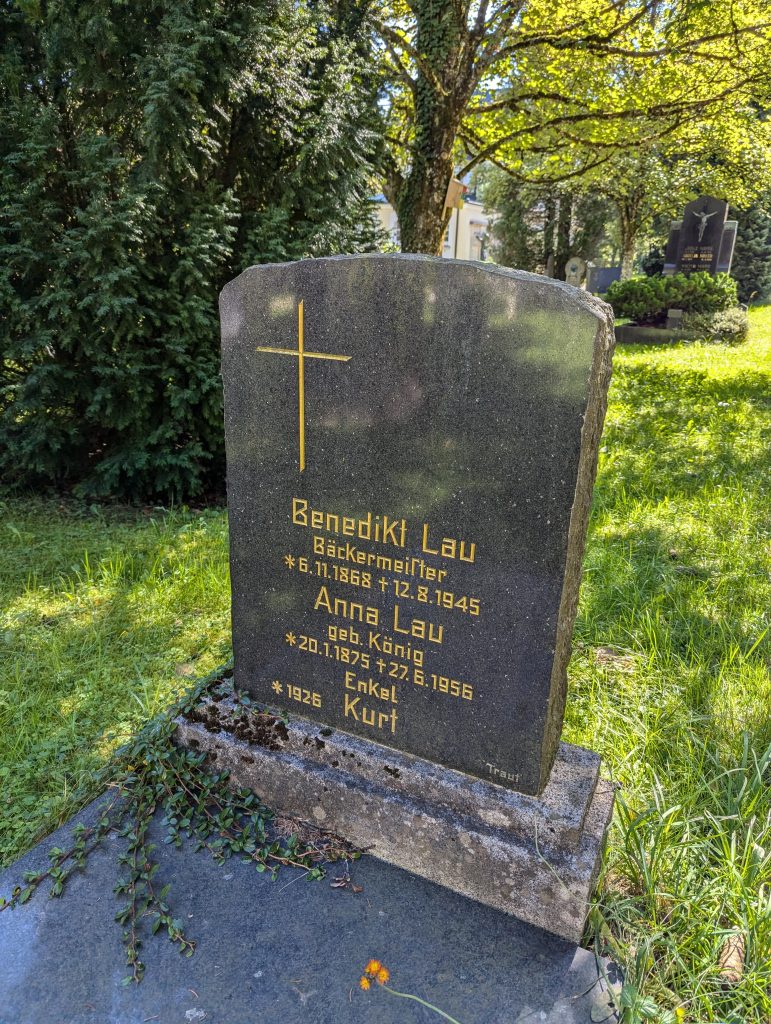 Benedikt Lau
Bäckermeiſter
*6.11.1868 †12.8.1945
Anna Lau
geb. König
*20.1.1875 †27.6.1956
Enkel
*1926 Kurt
Traut